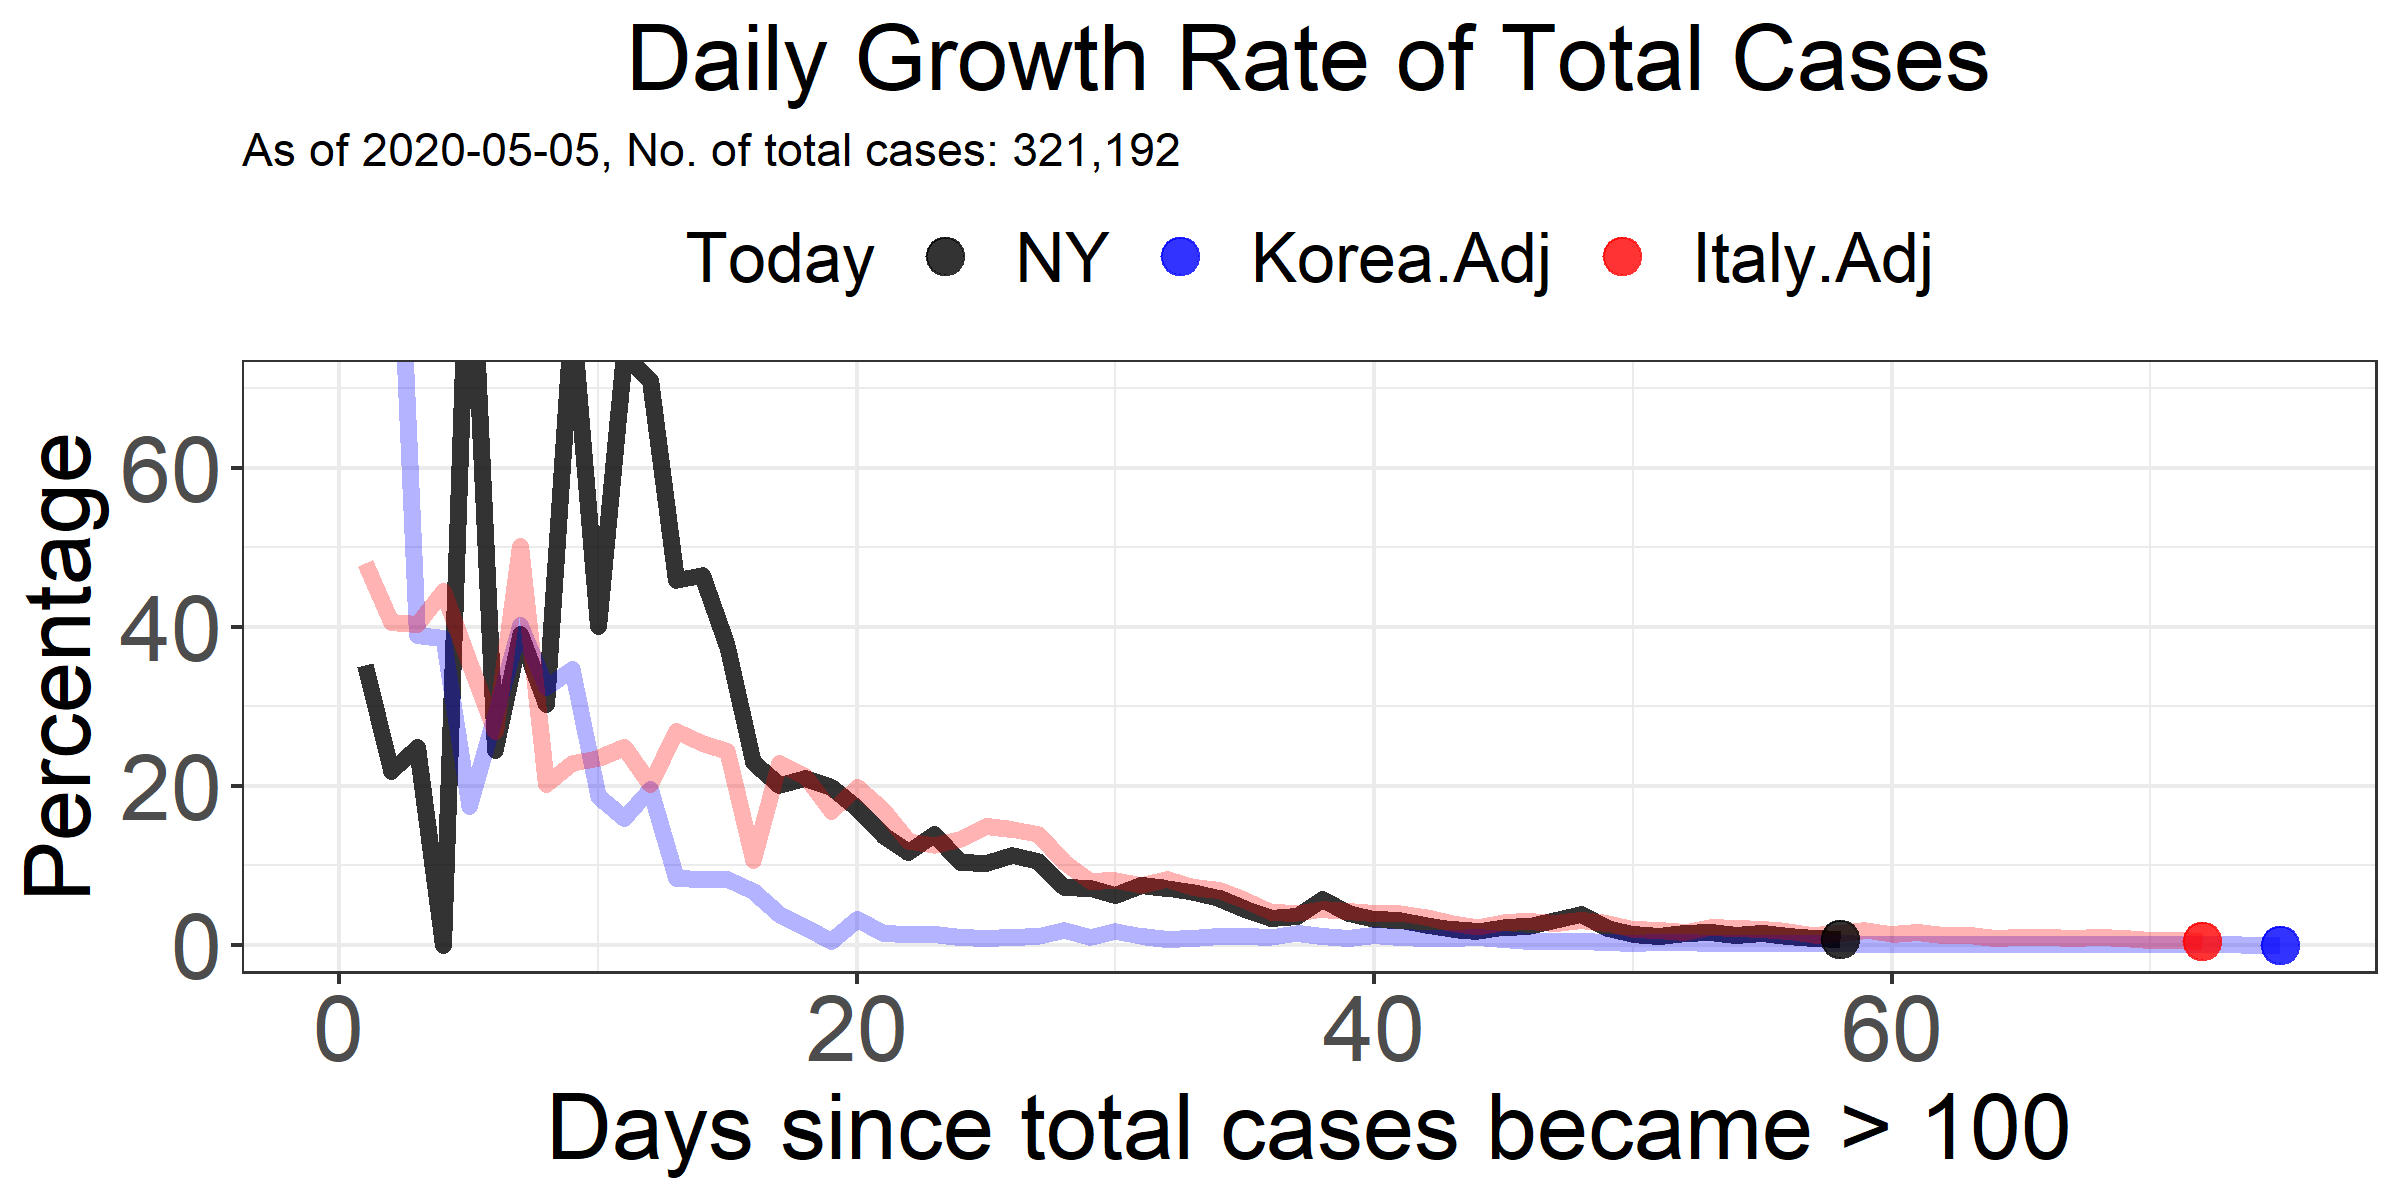 Daily Growth Rate of Total Cases
As of 2020-05-05, No. of total cases: 321,192
Today NY Korea.Adj Italy.Adj
Percentage
60
40
20
0
0 20 40 60
Days since total cases became > 100